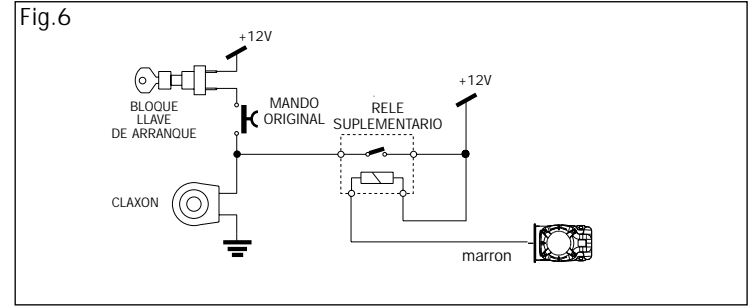 Fig.6
+12V
+12V
BLOQUE
LLAVE
DE ARRANQUE
MANDO
ORIGINAL
RELE
SUPLEMENTARIO
CLAXON
marron